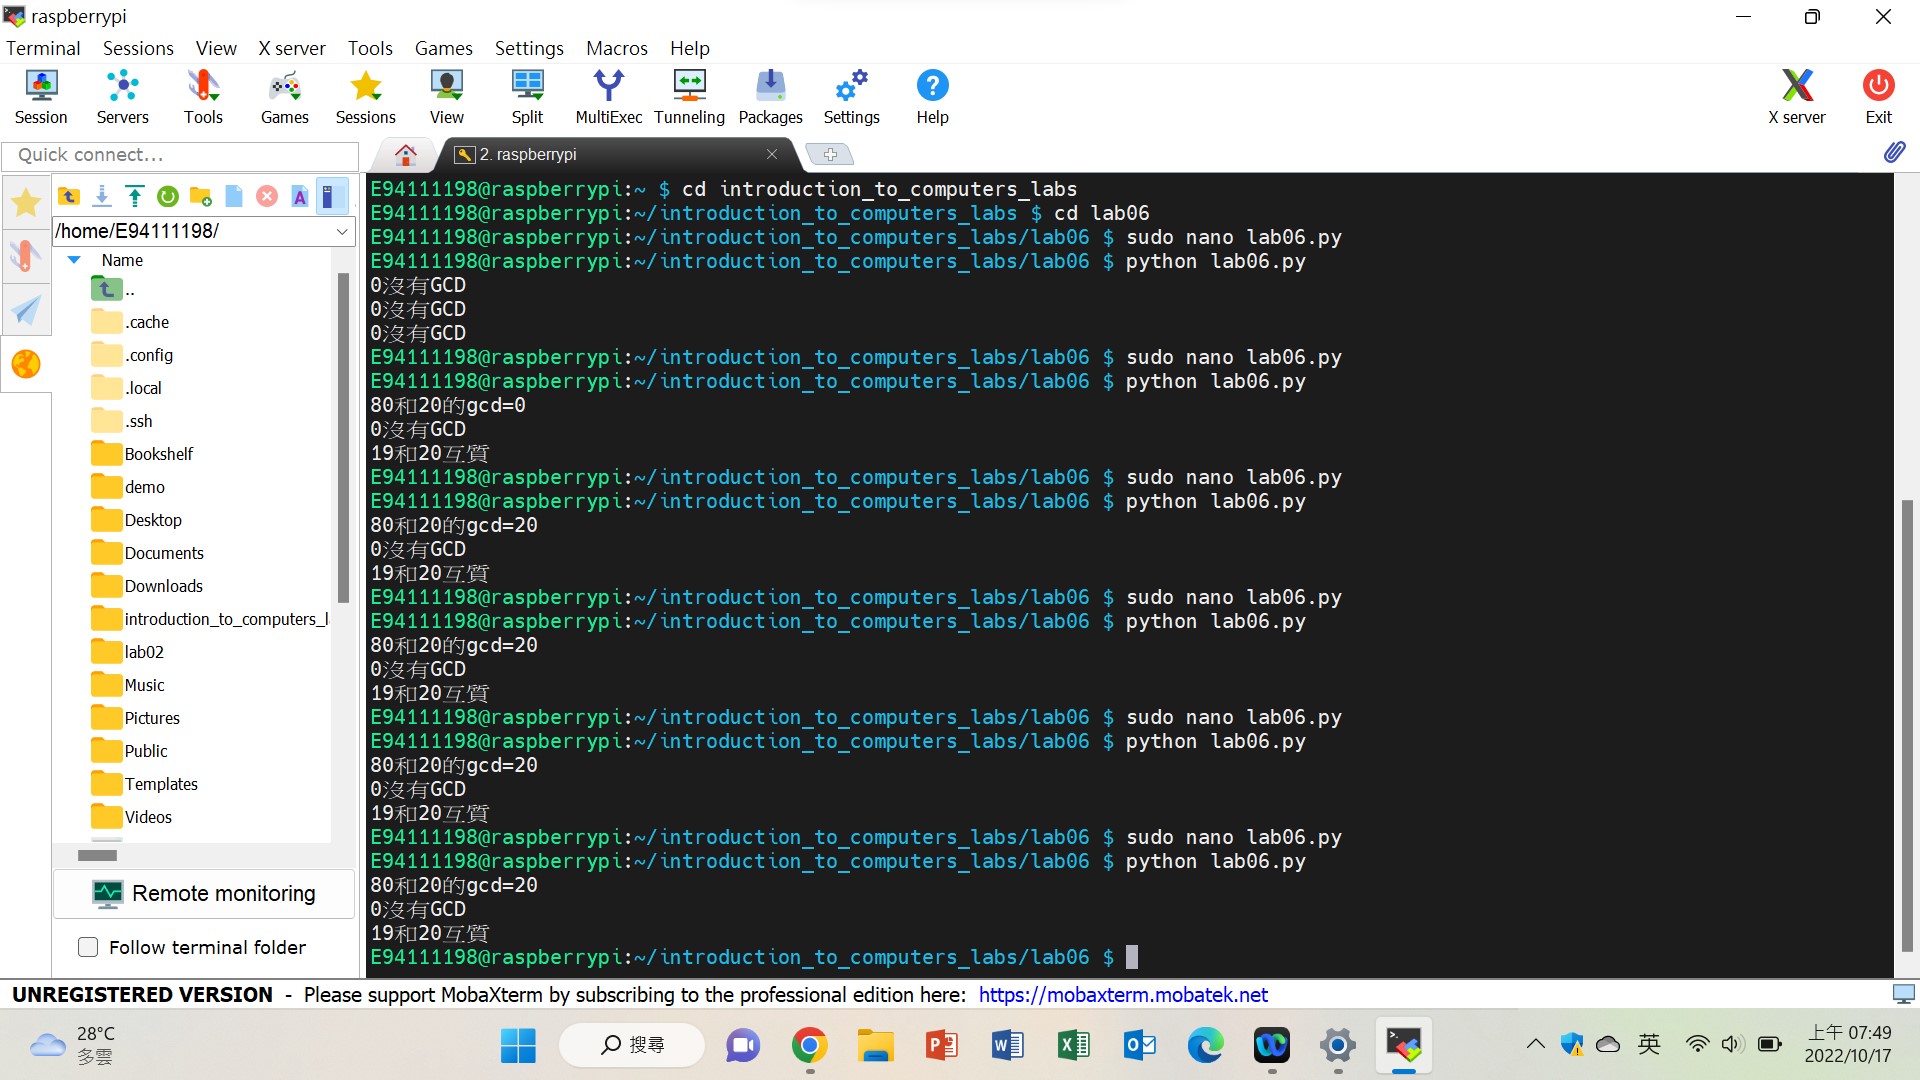 raspberrypi
Terminal Sessions View X server Tools Games Settings Macros Help
Session Servers Tools Games Sessions View Split MultiExec Tunneling Packages Settings Help X server Exit
Quick connect...
2. raspberrypi
/home/E94111198/
Name
..
.cache
.config
.local
.ssh
Bookshelf
demo
Desktop
Documents
Downloads
introduction_to_computers_l
lab02
Music
Pictures
Public
Templates
Videos
Remote monitoring
Follow terminal folder
E94111198@raspberrypi:~ $ cd introduction_to_computers_labs
E94111198@raspberrypi:~/introduction_to_computers_labs $ cd lab06
E94111198@raspberrypi:~/introduction_to_computers_labs/lab06 $ sudo nano lab06.py
E94111198@raspberrypi:~/introduction_to_computers_labs/lab06 $ python lab06.py
0沒有GCD
0沒有GCD
0沒有GCD
E94111198@raspberrypi:~/introduction_to_computers_labs/lab06 $ sudo nano lab06.py
E94111198@raspberrypi:~/introduction_to_computers_labs/lab06 $ python lab06.py
80和20的gcd=0
0沒有GCD
19和20互質
E94111198@raspberrypi:~/introduction_to_computers_labs/lab06 $ sudo nano lab06.py
E94111198@raspberrypi:~/introduction_to_computers_labs/lab06 $ python lab06.py
80和20的gcd=20
0沒有GCD
19和20互質
E94111198@raspberrypi:~/introduction_to_computers_labs/lab06 $ sudo nano lab06.py
E94111198@raspberrypi:~/introduction_to_computers_labs/lab06 $ python lab06.py
80和20的gcd=20
0沒有GCD
19和20互質
E94111198@raspberrypi:~/introduction_to_computers_labs/lab06 $ sudo nano lab06.py
E94111198@raspberrypi:~/introduction_to_computers_labs/lab06 $ python lab06.py
80和20的gcd=20
0沒有GCD
19和20互質
E94111198@raspberrypi:~/introduction_to_computers_labs/lab06 $ sudo nano lab06.py
E94111198@raspberrypi:~/introduction_to_computers_labs/lab06 $ python lab06.py
80和20的gcd=20
0沒有GCD
19和20互質
E94111198@raspberrypi:~/introduction_to_computers_labs/lab06 $
UNREGISTERED VERSION - Please support MobaXterm by subscribing to the professional edition here: https://mobaxterm.mobatek.net
28°C
多雲
搜尋
英
上午 07:49
2022/10/17